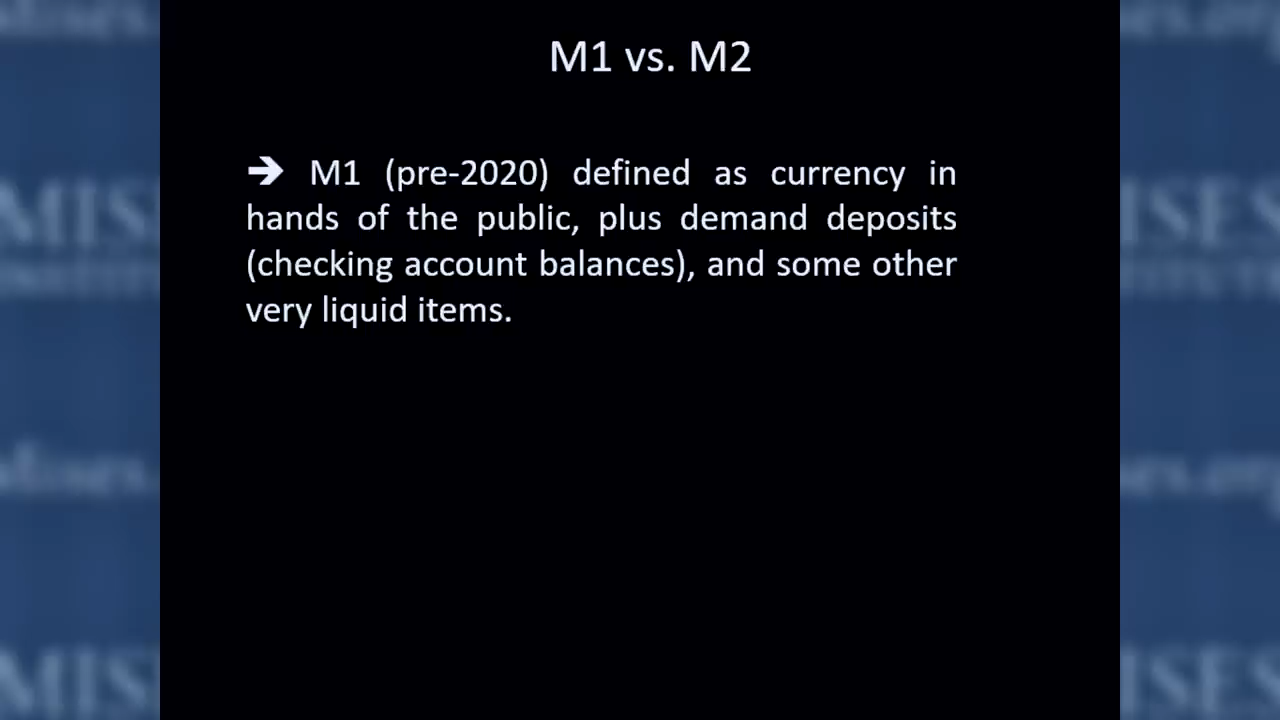 M1 vs. M2
➔ M1 (pre-2020) defined as currency in
hands of the public, plus demand deposits
(checking account balances), and some other
very liquid items.